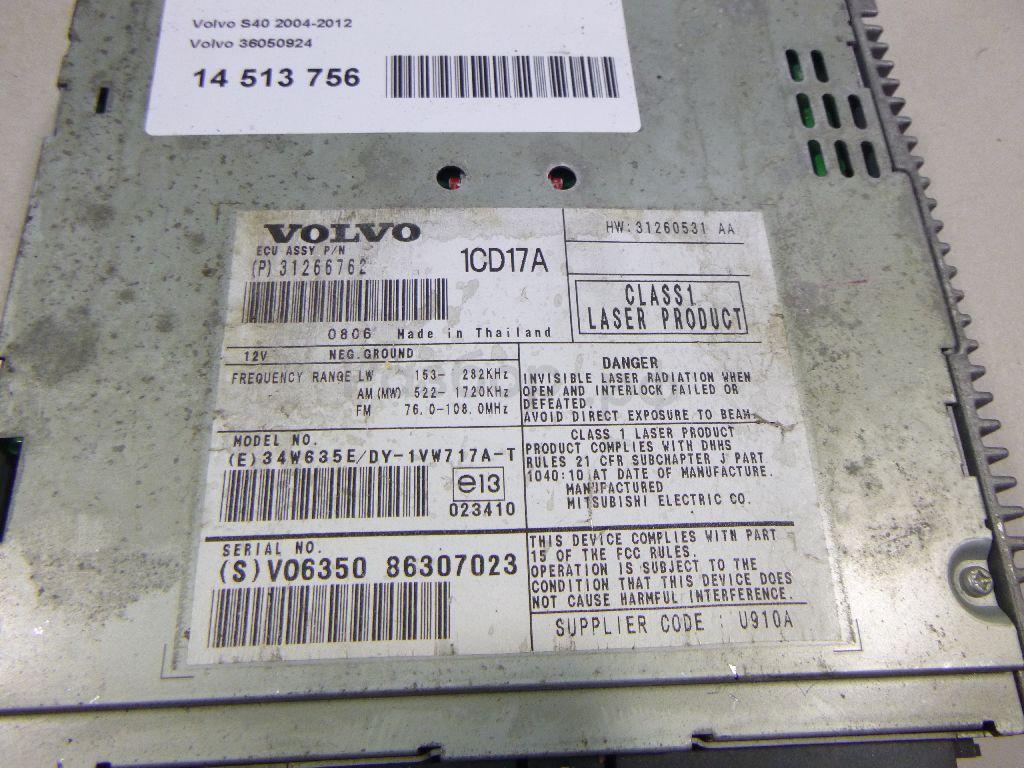 Volvo S40 2004-2012
Volvo 36050924
14 513 756
VOLVO
ECU ASSY P/N
(P) 31266762
1CD17A
HW:31260531 AA
CLASS1
LASER PRODUCT
0806 Made in Thailand
12V NEG.GROUND
FREQUENCY RANGE LW 153- 282KHz
AM (MW) 522- 1720KHz
FM 76.0-108.0MHz
DANGER
INVISIBLE LASER RADIATION WHEN
OPEN AND INTERLOCK FAILED OR
DEFEATED.
AVOID DIRECT EXPOSURE TO BEAM.
MODEL NO.
(E)34W635E/DY-1VW717A-T
e13
023410
CLASS 1 LASER PRODUCT
PRODUCT COMPLIES WITH DHHS
RULES 21 CFR SUBCHAPTER J PART
1040:10 AT DATE OF MANUFACTURE.
MANUFACTURED
MITSUBISHI ELECTRIC CO.
SERIAL NO.
(S)VO6350 86307023
THIS DEVICE COMPLIES WITH PART
15 OF THE FCC RULES.
OPERATION IS SUBJECT TO THE
CONDITION THAT THIS DEVICE DOES
NOT CAUSE HARMFUL INTERFERENCE.
SUPPLIER CODE : U910A